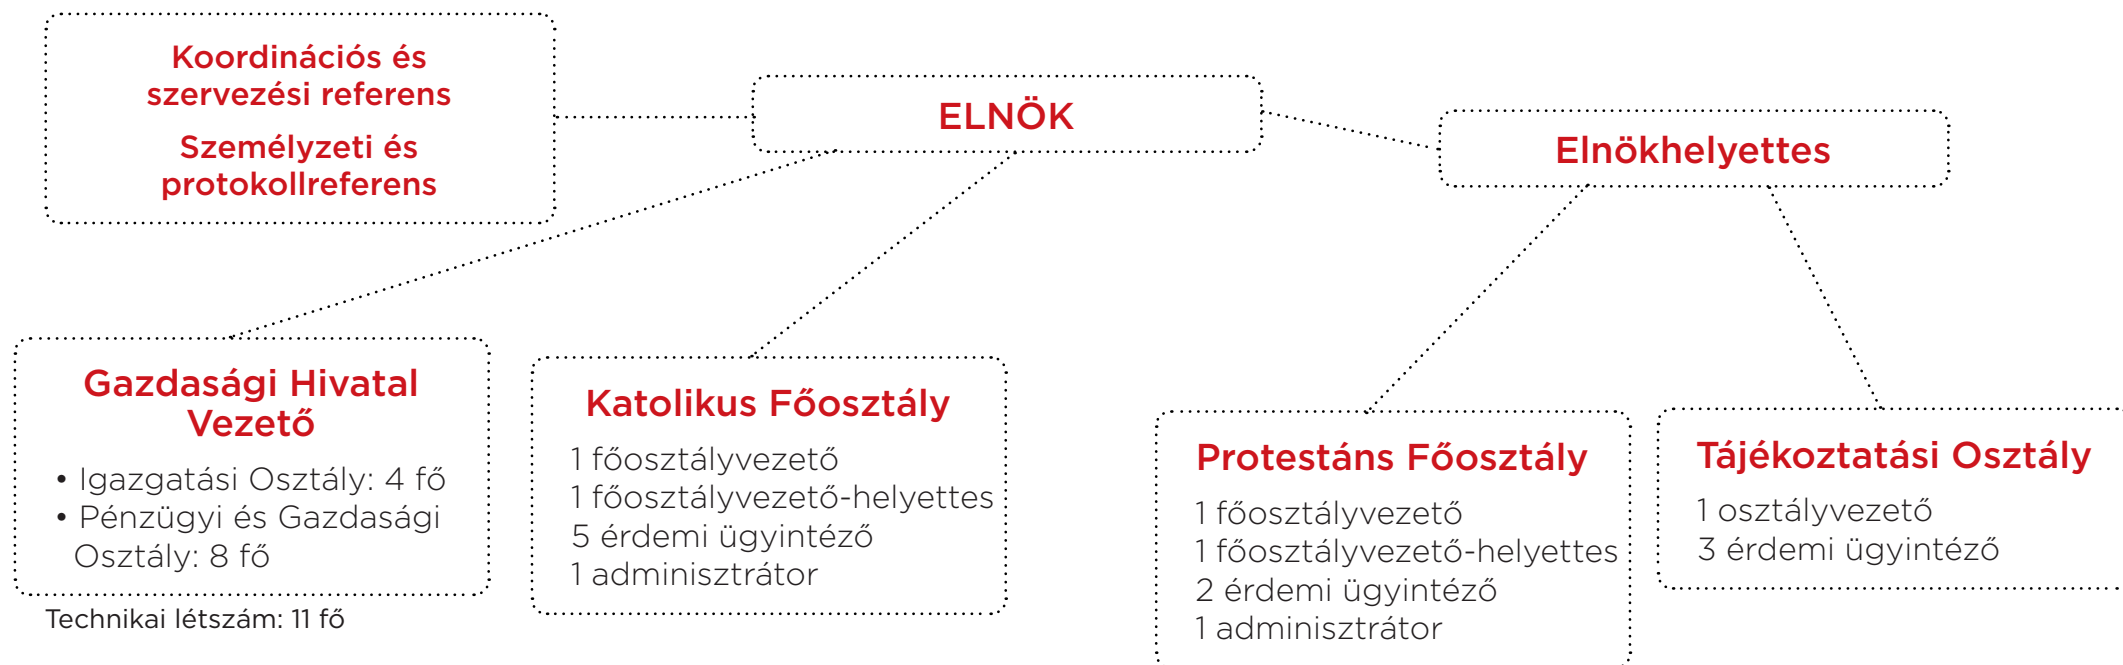 Koordinációs és
szervezési referens
Személyzeti és
protokollreferens
ELNÖK
Elnökhelyettes
Gazdasági Hivatal
Vezető
• Igazgatási Osztály: 4 fő
• Pénzügyi és Gazdasági
Osztály: 8 fő
Technikai létszám: 11 fő
Katolikus Főosztály
1 főosztályvezető
1 főosztályvezető-helyettes
5 érdemi ügyintéző
1 adminisztrátor
Protestáns Főosztály
1 főosztályvezető
1 főosztályvezető-helyettes
2 érdemi ügyintéző
1 adminisztrátor
Tájékoztatási Osztály
1 osztályvezető
3 érdemi ügyintéző